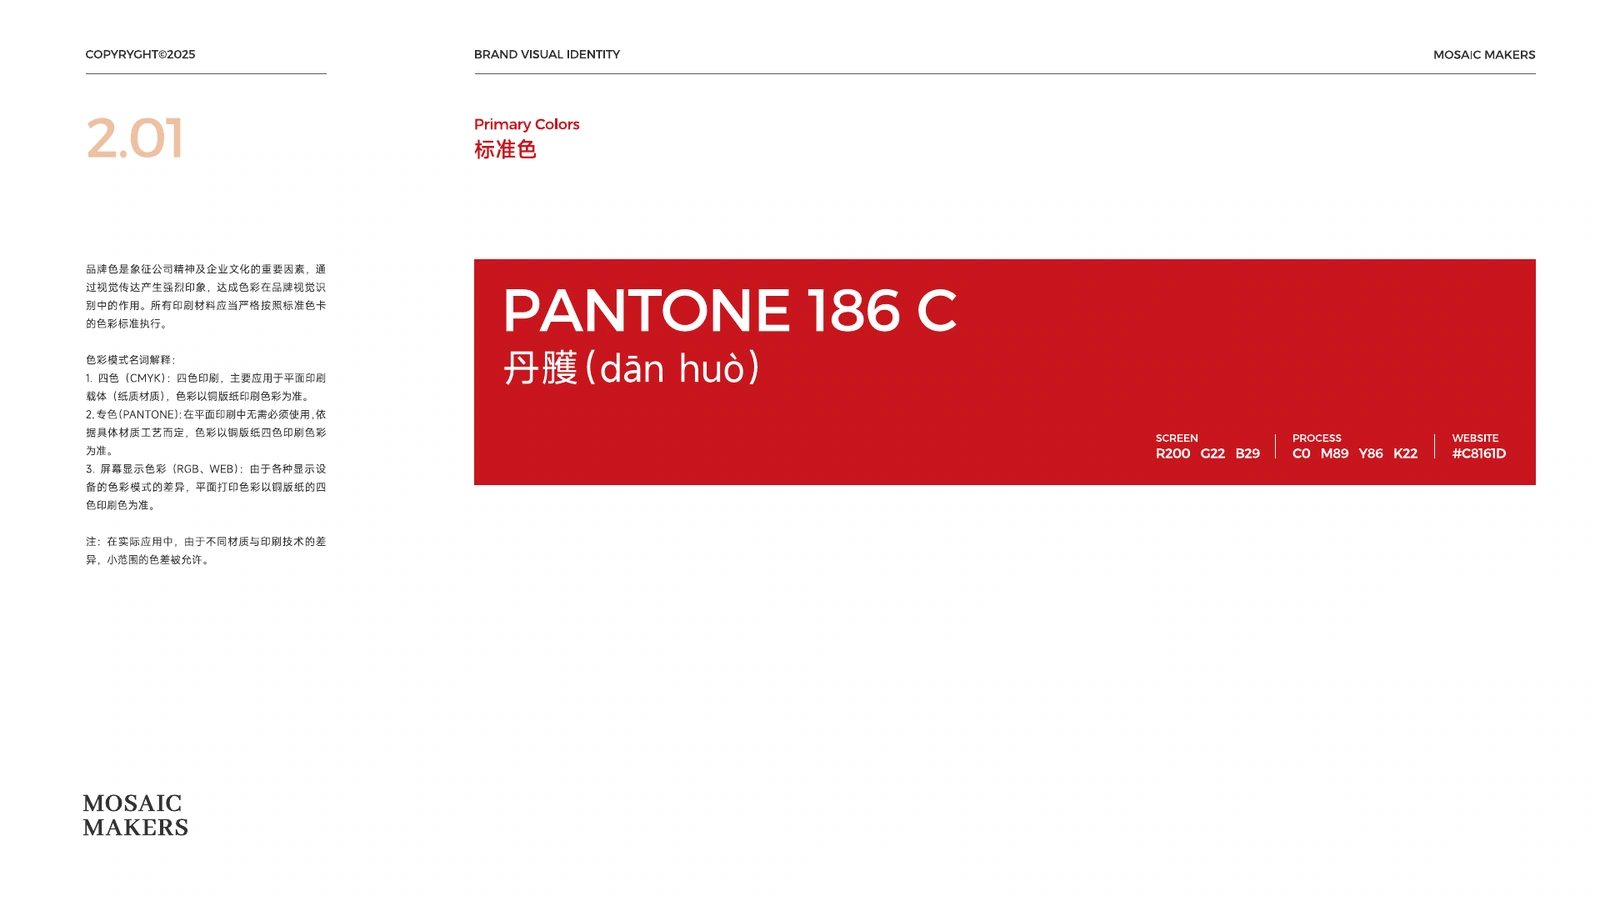 COPYRYGHT©2025
BRAND VISUAL IDENTITY
MOSAIC MAKERS
2.01
Primary Colors
标准色
品牌色是象征公司精神及企业文化的重要因素，通
过视觉传达产生强烈印象，达成色彩在品牌视觉识
别中的作用。所有印刷材料应当严格按照标准色卡
的色彩标准执行。
色彩模式名词解释：
1. 四色（CMYK）：四色印刷，主要应用于平面印刷
载体（纸质材质），色彩以铜版纸印刷色彩为准。
2.专色(PANTONE)：在平面印刷中无需必须使用，依
据具体材质工艺而定，色彩以铜版纸四色印刷色彩
为准。
3. 屏幕显示色彩（RGB、WEB）：由于各种显示设
备的色彩模式的差异，平面打印色彩以铜版纸的四
色印刷色为准。
注：在实际应用中，由于不同材质与印刷技术的差
异，小范围的色差被允许。
PANTONE 186 C
丹臒（dān huò）
SCREEN
R200 G22 B29
PROCESS
C0 M89 Y86 K22
WEBSITE
#C8161D
MOSAIC
MAKERS